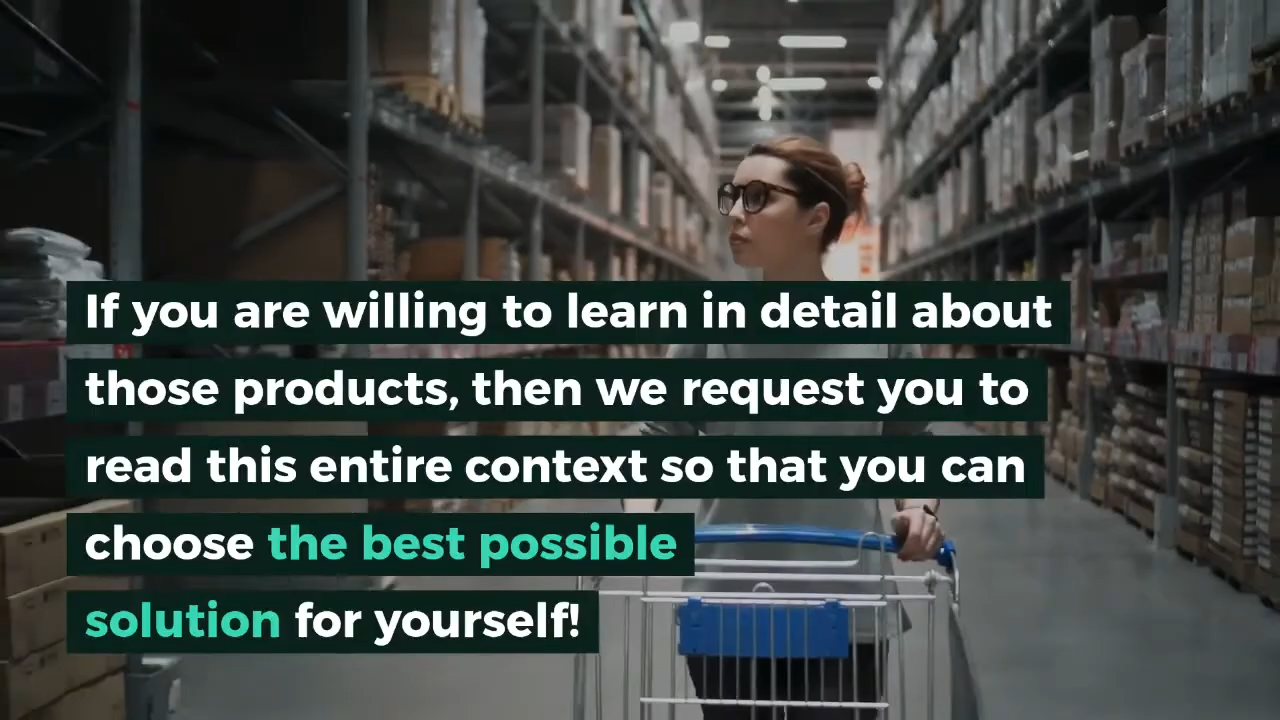 If you are willing to learn in detail about
those products, then we request you to
read this entire context so that you can
choose the best possible
solution for yourself!